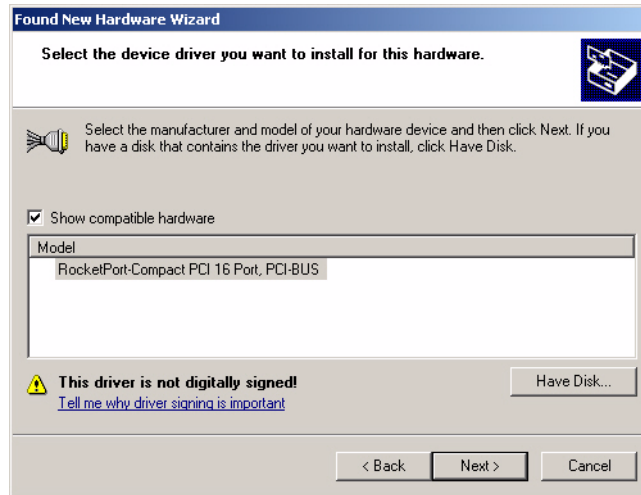 Found New Hardware Wizard
Select the device driver you want to install for this hardware.
Select the manufacturer and model of your hardware device and then click Next. If you
have a disk that contains the driver you want to install, click Have Disk.
Show compatible hardware
Model
RocketPort-Compact PCI 16 Port, PCI-BUS
This driver is not digitally signed!
Tell me why driver signing is important
Have Disk...
< Back
Next >
Cancel